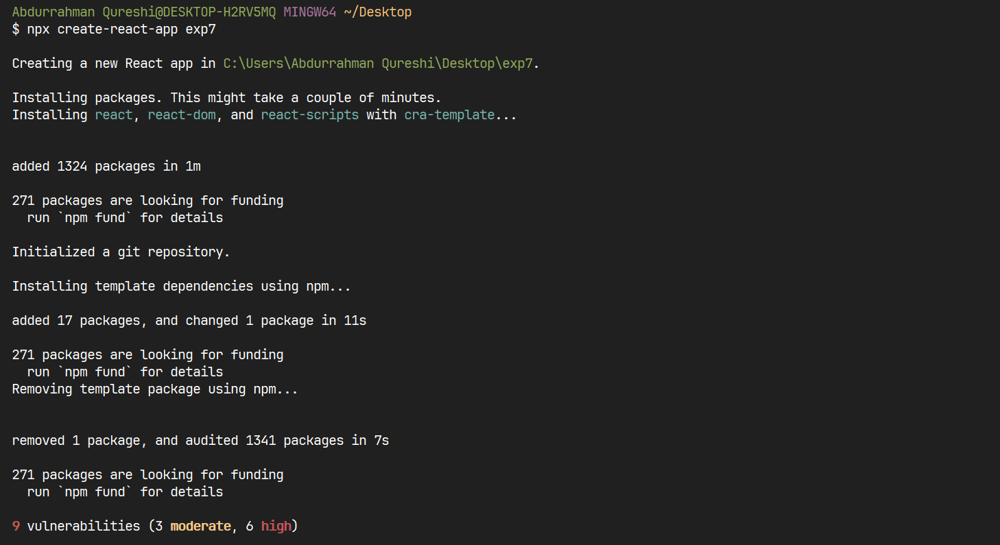 Abdurrahman Qureshi@DESKTOP-H2RV5MQ MINGW64 ~/Desktop
$ npx create-react-app exp7
Creating a new React app in C:\Users\Abdurrahman Qureshi\Desktop\exp7.
Installing packages. This might take a couple of minutes.
Installing react, react-dom, and react-scripts with cra-template...
added 1324 packages in 1m
271 packages are looking for funding
  run `npm fund` for details
Initialized a git repository.
Installing template dependencies using npm...
added 17 packages, and changed 1 package in 11s
271 packages are looking for funding
  run `npm fund` for details
Removing template package using npm...
removed 1 package, and audited 1341 packages in 7s
271 packages are looking for funding
  run `npm fund` for details
9 vulnerabilities (3 moderate, 6 high)